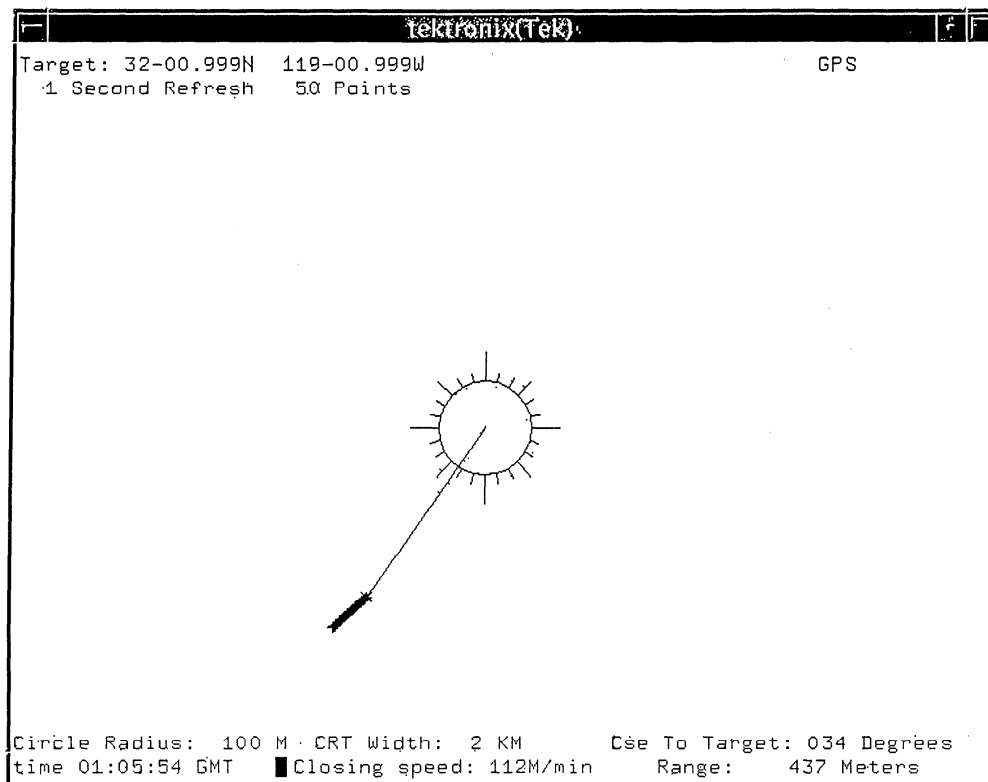 tektronix(Tek)
Target: 32-00.999N 119-00.999W GPS
1 Second Refresh 50 Points
Circle Radius: 100 M CRT Width: 2 KM Cse To Target: 034 Degrees
time 01:05:54 GMT Closing speed: 112M/min Range: 437 Meters